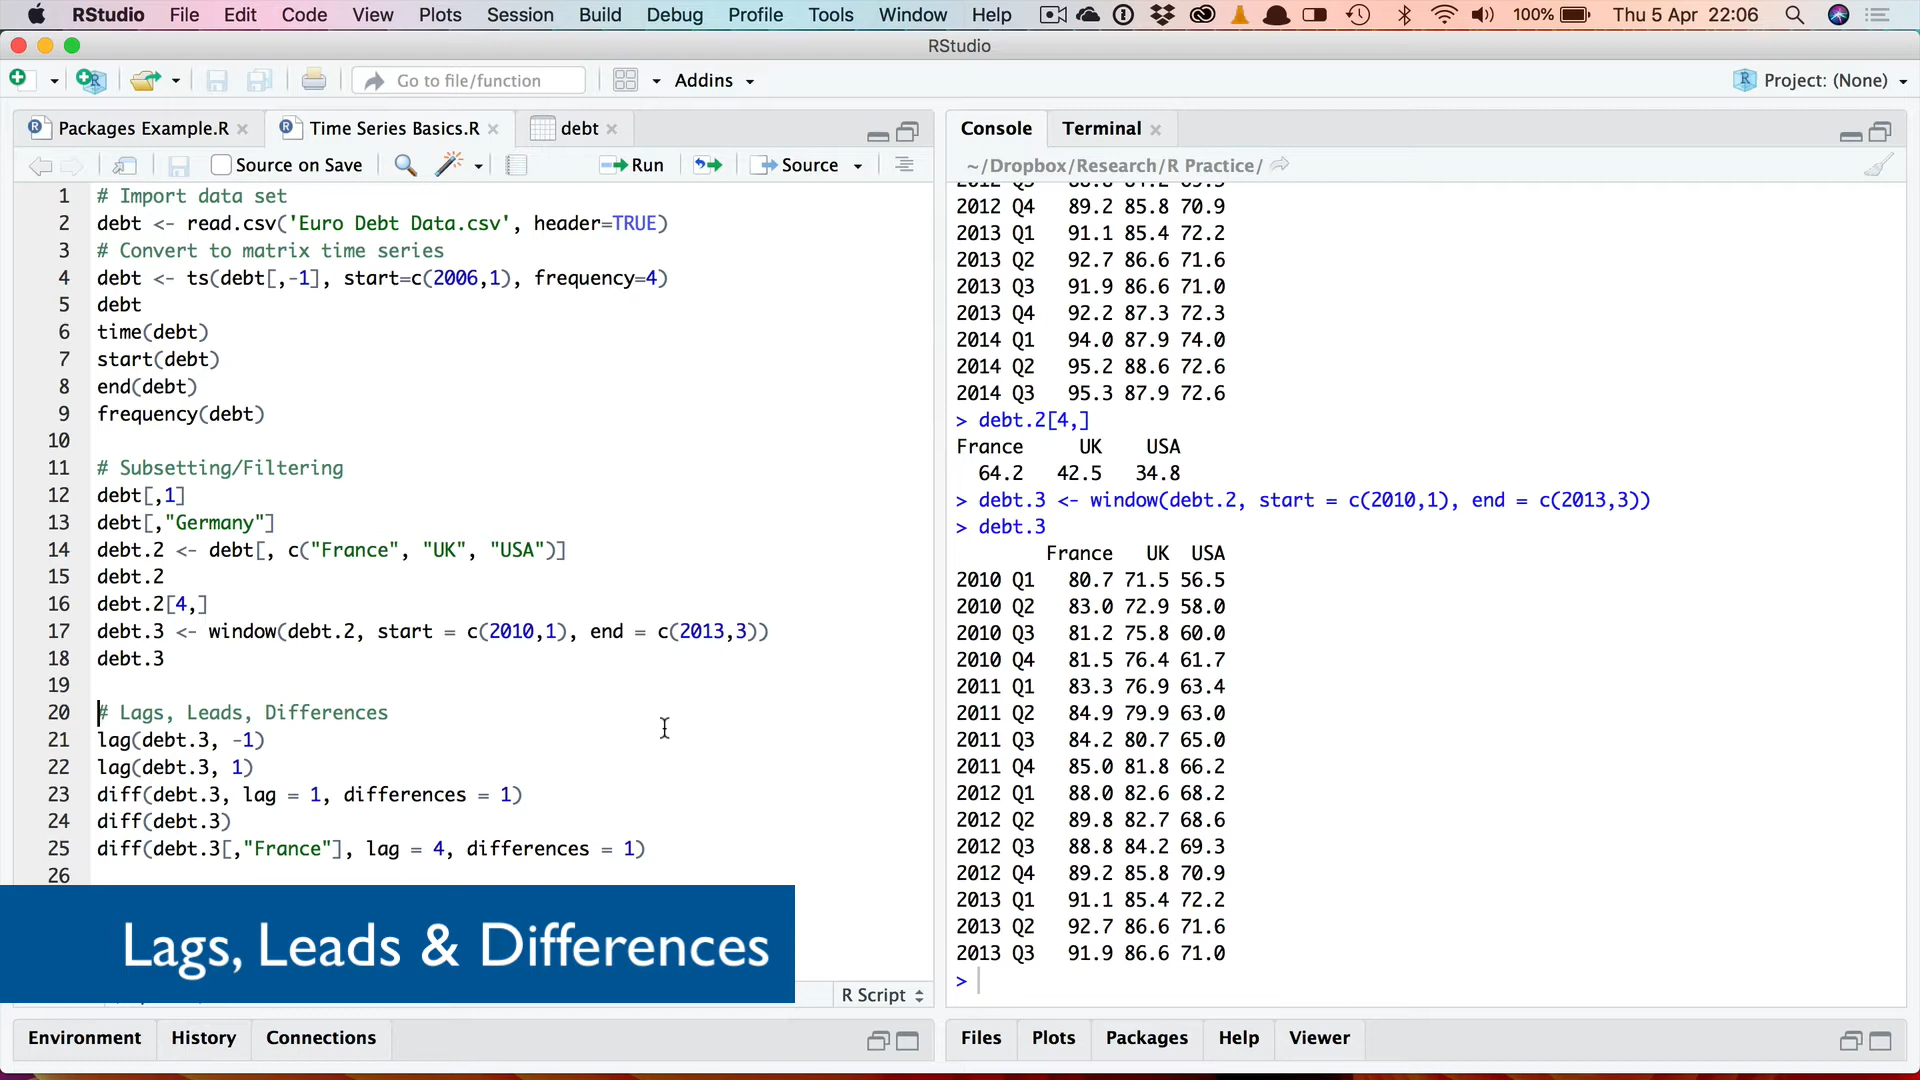 RStudio File Edit Code View Plots Session Build Debug Profile Tools Window Help 100% Thu 5 Apr 22:06
RStudio
Go to file/function Addins Project: (None)
Packages Example.R Time Series Basics.R debt
Source on Save Run Source
1 # Import data set
2 debt <- read.csv('Euro Debt Data.csv', header=TRUE)
3 # Convert to matrix time series
4 debt <- ts(debt[,-1], start=c(2006,1), frequency=4)
5 debt
6 time(debt)
7 start(debt)
8 end(debt)
9 frequency(debt)
10
11 # Subsetting/Filtering
12 debt[,1]
13 debt[,"Germany"]
14 debt.2 <- debt[, c("France", "UK", "USA")]
15 debt.2
16 debt.2[4,]
17 debt.3 <- window(debt.2, start = c(2010,1), end = c(2013,3))
18 debt.3
19
20 # Lags, Leads, Differences
21 lag(debt.3, -1)
22 lag(debt.3, 1)
23 diff(debt.3, lag = 1, differences = 1)
24 diff(debt.3)
25 diff(debt.3[,"France"], lag = 4, differences = 1)
26
Lags, Leads & Differences
R Script
Environment History Connections
Console Terminal
~/Dropbox/Research/R Practice/
2012 Q4 89.2 85.8 70.9
2013 Q1 91.1 85.4 72.2
2013 Q2 92.7 86.6 71.6
2013 Q3 91.9 86.6 71.0
2013 Q4 92.2 87.3 72.3
2014 Q1 94.0 87.9 74.0
2014 Q2 95.2 88.6 72.6
2014 Q3 95.3 87.9 72.6
> debt.2[4,]
France UK USA
64.2 42.5 34.8
> debt.3 <- window(debt.2, start = c(2010,1), end = c(2013,3))
> debt.3
France UK USA
2010 Q1 80.7 71.5 56.5
2010 Q2 83.0 72.9 58.0
2010 Q3 81.2 75.8 60.0
2010 Q4 81.5 76.4 61.7
2011 Q1 83.3 76.9 63.4
2011 Q2 84.9 79.9 63.0
2011 Q3 84.2 80.7 65.0
2011 Q4 85.0 81.8 66.2
2012 Q1 88.0 82.6 68.2
2012 Q2 89.8 82.7 68.6
2012 Q3 88.8 84.2 69.3
2012 Q4 89.2 85.8 70.9
2013 Q1 91.1 85.4 72.2
2013 Q2 92.7 86.6 71.6
2013 Q3 91.9 86.6 71.0
>
Files Plots Packages Help Viewer